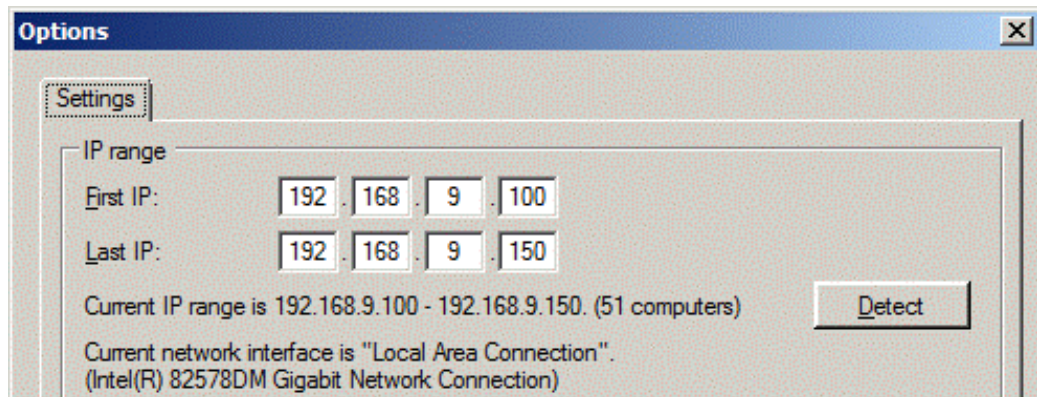 Options
Settings
IP range
First IP: 192 . 168 . 9 . 100
Last IP: 192 . 168 . 9 . 150
Current IP range is 192.168.9.100 - 192.168.9.150. (51 computers) Detect
Current network interface is "Local Area Connection".
(Intel(R) 82578DM Gigabit Network Connection)